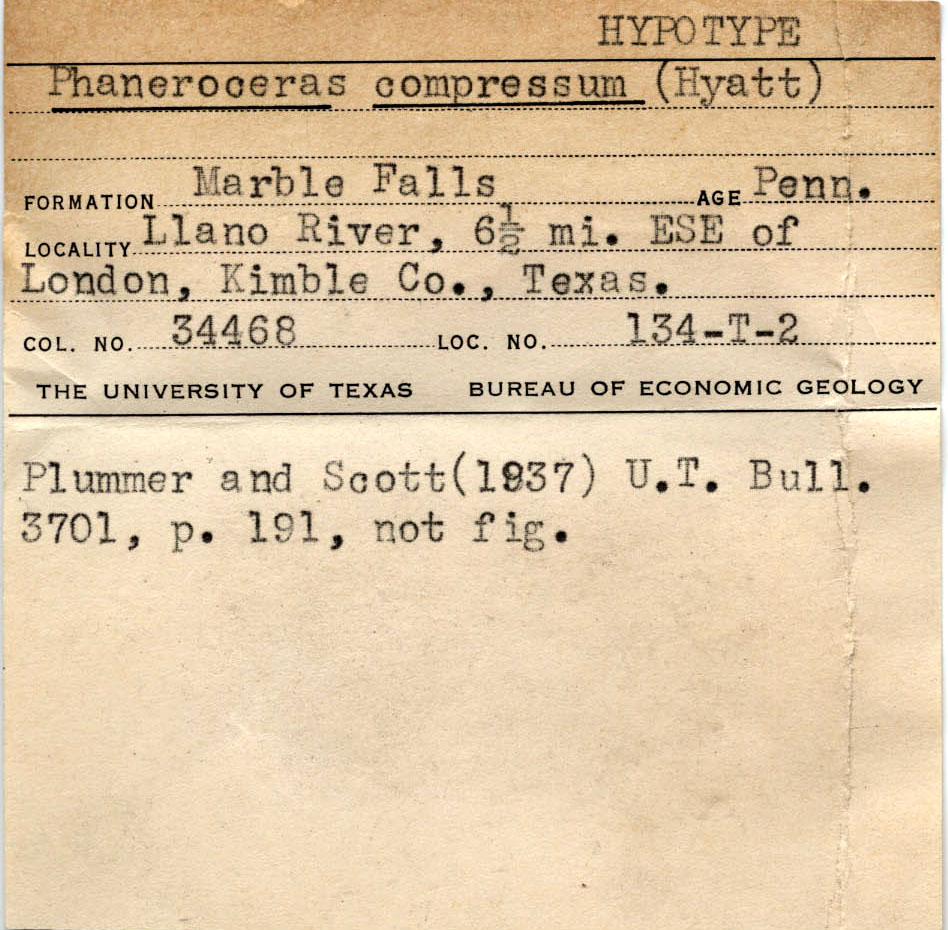 HYPOTYPE
Phaneroceras compressum (Hyatt)
FORMATION Marble Falls AGE Penn.
LOCALITY Llano River, 6½ mi. ESE of
London, Kimble Co., Texas.
COL. NO. 34468 LOC. NO. 134-T-2
THE UNIVERSITY OF TEXAS BUREAU OF ECONOMIC GEOLOGY
Plummer and Scott(1937) U.T. Bull.
3701, p. 191, not fig.